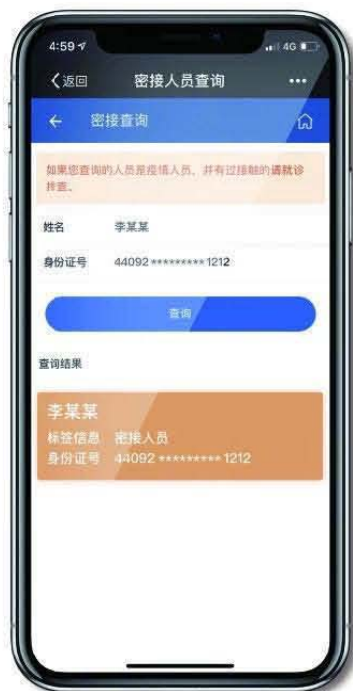 4:59
4G
返回 密接人员查询 •••
← 密接查询
如果您查询的人员是疫情人员，并有过接触的请就诊
排查。
姓名 李某某
身份证号 44092*********1212
查询
查询结果
李某某
标签信息 密接人员
身份证号 44092*********1212